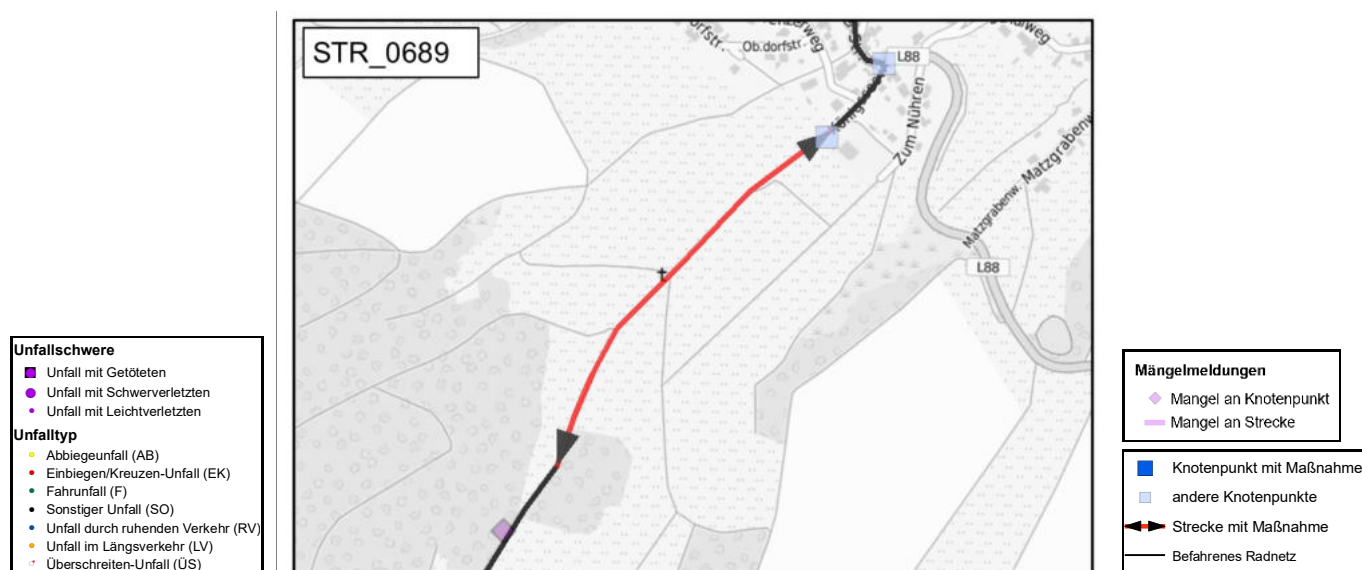 STR_0689
Ob.dorfstr.
L88
Zum Nühren
Matzgrabenw.
Matzgrabenw.
L88
Unfallschwere
Unfall mit Getöteten
Unfall mit Schwerverletzten
Unfall mit Leichtverletzten
Unfalltyp
Abbiegeunfall (AB)
Einbiegen/Kreuzen-Unfall (EK)
Fahrunfall (F)
Sonstiger Unfall (SO)
Unfall durch ruhenden Verkehr (RV)
Unfall im Längsverkehr (LV)
Überschreiten-Unfall (ÜS)
Mängelmeldungen
Mangel an Knotenpunkt
Mangel an Strecke
Knotenpunkt mit Maßnahme
andere Knotenpunkte
Strecke mit Maßnahme
Befahrenes Radnetz